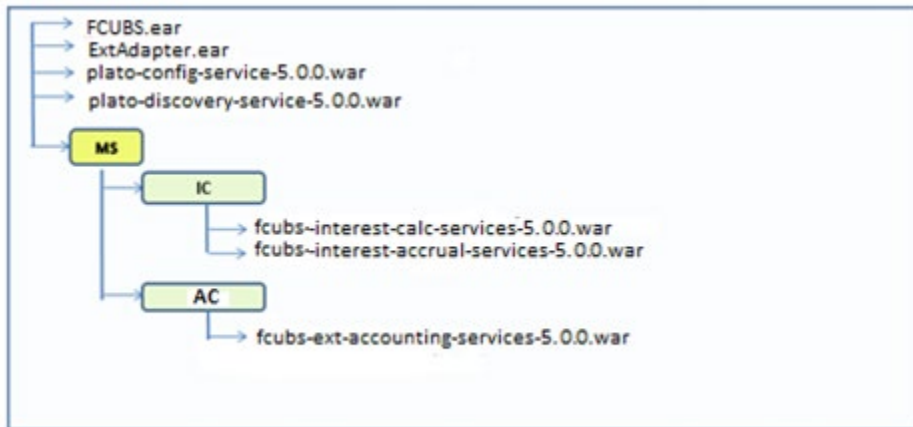 FCUBS.ear
ExtAdapter.ear
plato-config-service-5.0.0.war
plato-discovery-service-5.0.0.war
MS
IC
fcubs-interest-calc-services-5.0.0.war
fcubs-interest-accrual-services-5.0.0.war
AC
fcubs-ext-accounting-services-5.0.0.war